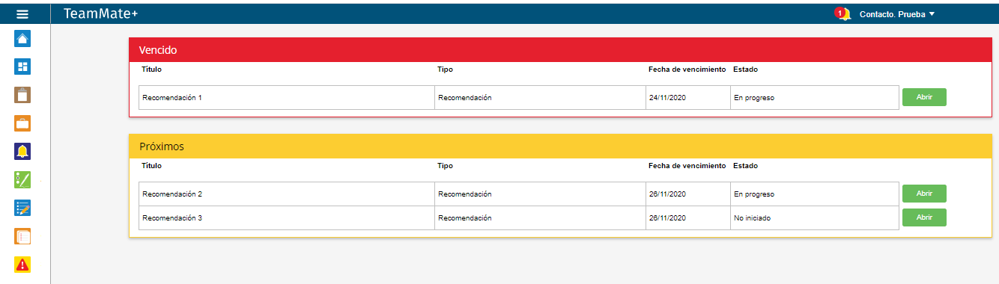 TeamMate+
1
Contacto. Prueba
Vencido
Título Tipo Fecha de vencimiento Estado
Recomendación 1 Recomendación 24/11/2020 En progreso Abrir
Próximos
Título Tipo Fecha de vencimiento Estado
Recomendación 2 Recomendación 26/11/2020 En progreso Abrir
Recomendación 3 Recomendación 26/11/2020 No iniciado Abrir